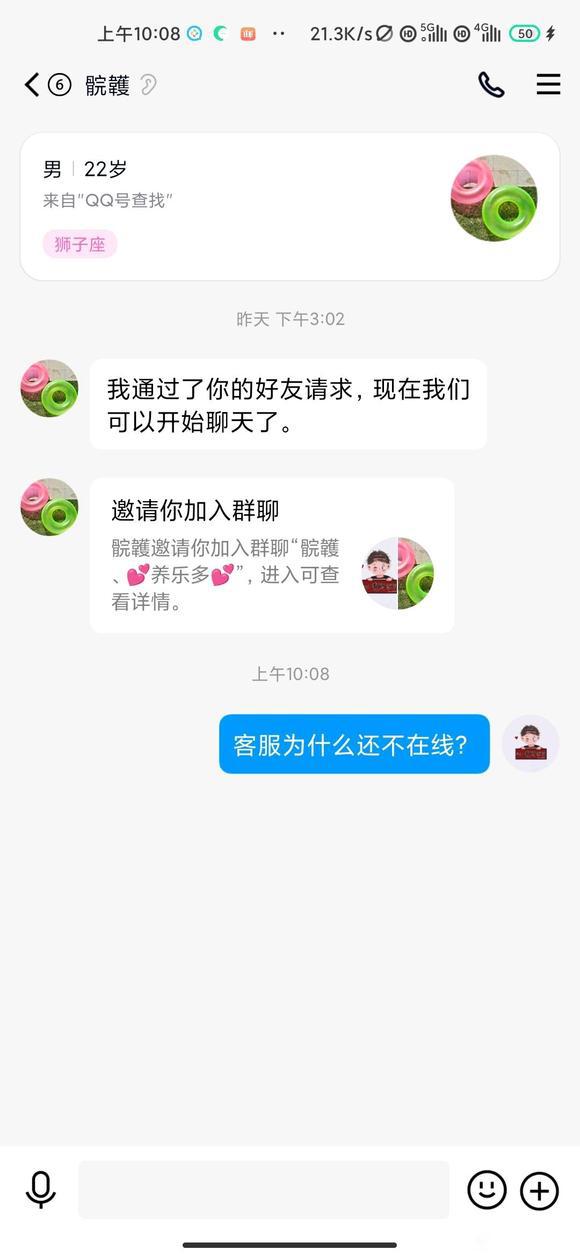 上午10:08 ·· 21.3K/s 5G 4G 50
6 髋韄
男 | 22岁
来自"QQ号查找"
狮子座
昨天 下午3:02
我通过了你的好友请求，现在我们
可以开始聊天了。
邀请你加入群聊
髋韄邀请你加入群聊“髋韄
、💕养乐多💕”，进入可查
看详情。
上午10:08
客服为什么还不在线？